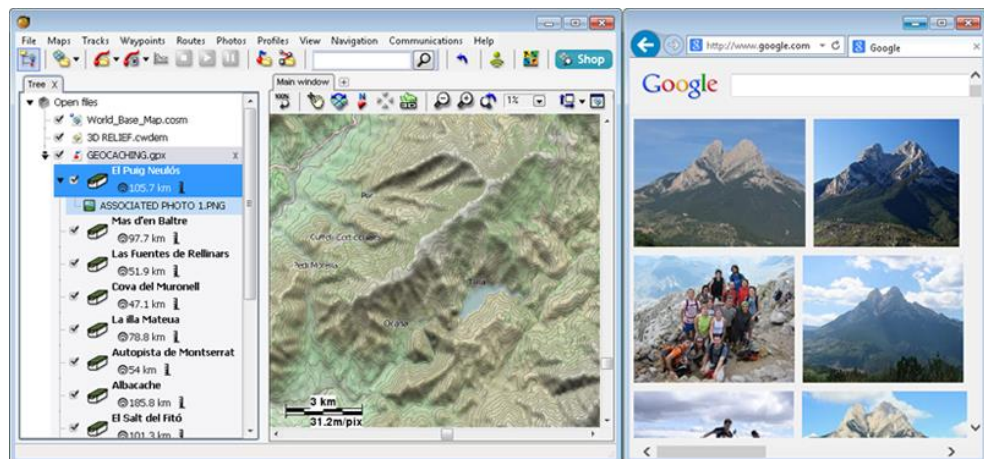 File Maps Tracks Waypoints Routes Photos Profiles View Navigation Communications Help
Shop
Tree X
Open files
World_Base_Map.cosm
3D RELIEF.cwdem
GEOCACHING.gpx x
El Puig Neulós
105.7 km
ASSOCIATED PHOTO 1.PNG
Mas d'en Baltre
97.7 km
Las Fuentes de Rellinars
51.9 km
Cova del Muronell
47.1 km
La illa Mateua
78.8 km
Autopista de Montserrat
54 km
Albacache
185.8 km
El Salt del Fitó
101.3 km
Main window
100%
1%
Ocaña
3 km
31.2m/pix
http://www.google.com
Google
Google